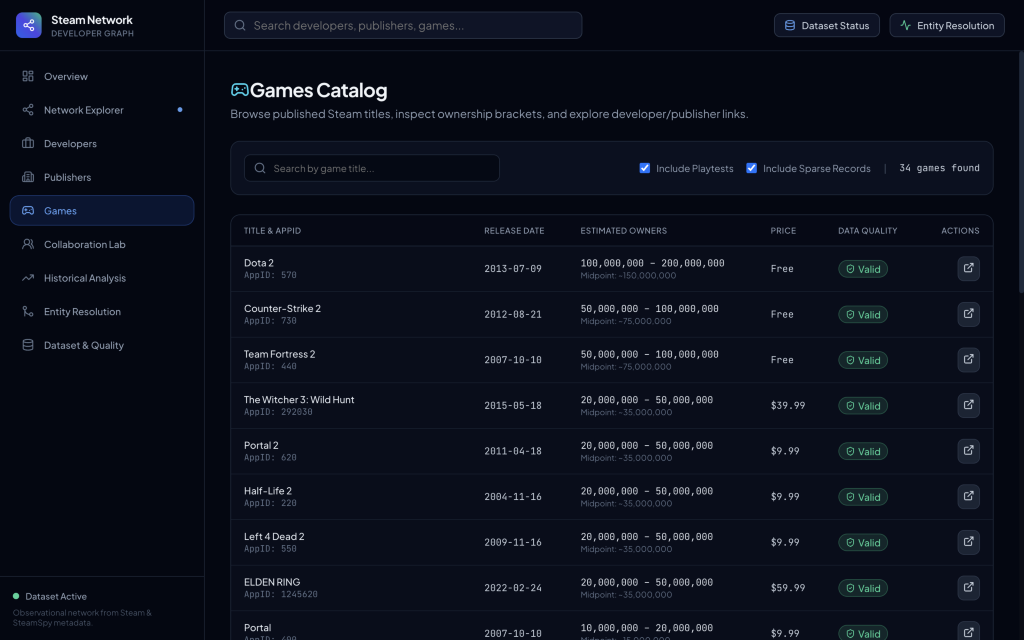 Steam Network
DEVELOPER GRAPH
Search developers, publishers, games...
Dataset Status
Entity Resolution
Overview
Network Explorer
Developers
Publishers
Games
Collaboration Lab
Historical Analysis
Entity Resolution
Dataset & Quality
Dataset Active
Observational network from Steam &
SteamSpy metadata.
Games Catalog
Browse published Steam titles, inspect ownership brackets, and explore developer/publisher links.
Search by game title...
Include Playtests
Include Sparse Records
|
34 games found
TITLE & APPID RELEASE DATE ESTIMATED OWNERS PRICE DATA QUALITY ACTIONS
Dota 2
AppID: 570
2013-07-09
100,000,000 - 200,000,000
Midpoint: ~150,000,000
Free
Valid
Counter-Strike 2
AppID: 730
2012-08-21
50,000,000 - 100,000,000
Midpoint: ~75,000,000
Free
Valid
Team Fortress 2
AppID: 440
2007-10-10
50,000,000 - 100,000,000
Midpoint: ~75,000,000
Free
Valid
The Witcher 3: Wild Hunt
AppID: 292030
2015-05-18
20,000,000 - 50,000,000
Midpoint: ~35,000,000
$39.99
Valid
Portal 2
AppID: 620
2011-04-18
20,000,000 - 50,000,000
Midpoint: ~35,000,000
$9.99
Valid
Half-Life 2
AppID: 220
2004-11-16
20,000,000 - 50,000,000
Midpoint: ~35,000,000
$9.99
Valid
Left 4 Dead 2
AppID: 550
2009-11-16
20,000,000 - 50,000,000
Midpoint: ~35,000,000
$9.99
Valid
ELDEN RING
AppID: 1245620
2022-02-24
20,000,000 - 50,000,000
Midpoint: ~35,000,000
$59.99
Valid
Portal
AppID: 400
2007-10-10
10,000,000 - 20,000,000
Midpoint: ~15,000,000
$9.99
Valid